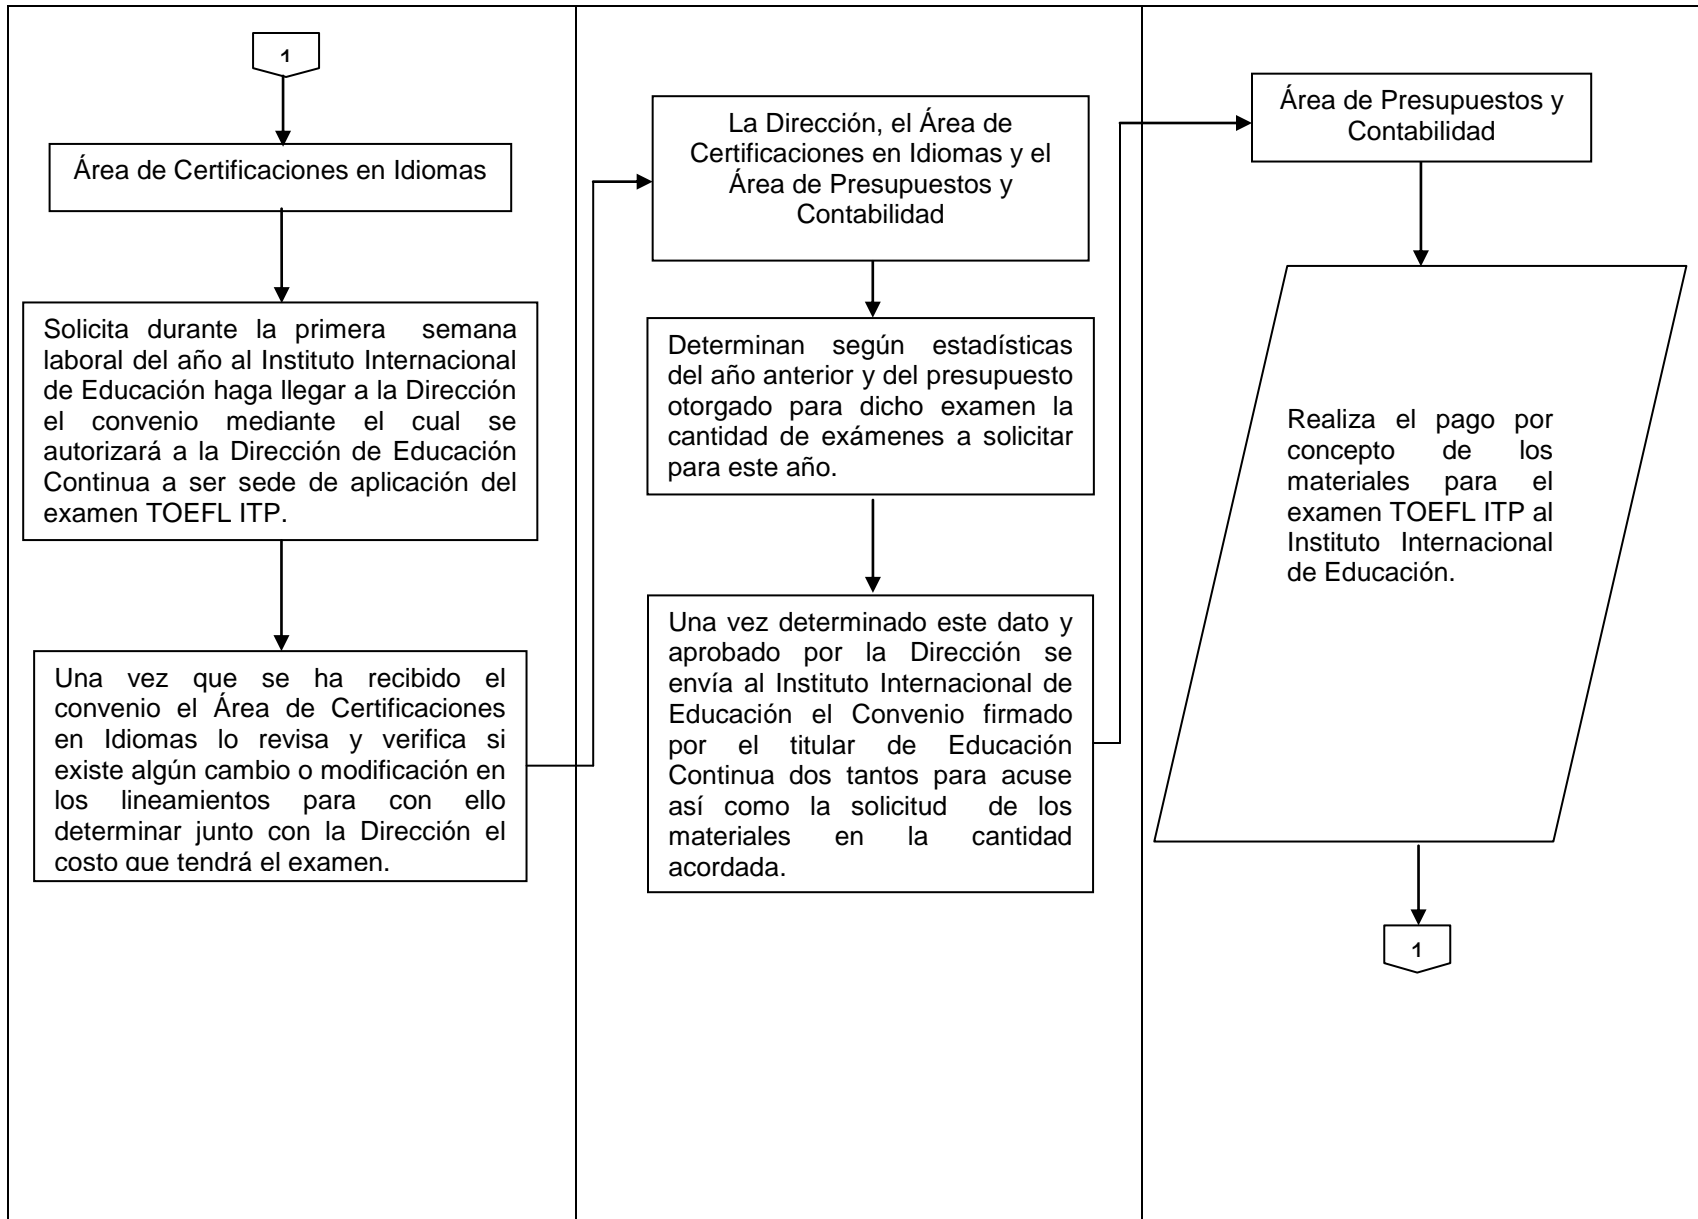 1
Área de Certificaciones en Idiomas
Solicita durante la primera semana
laboral del año al Instituto Internacional
de Educación haga llegar a la Dirección
el convenio mediante el cual se
autorizará a la Dirección de Educación
Continua a ser sede de aplicación del
examen TOEFL ITP.
Una vez que se ha recibido el
convenio el Área de Certificaciones
en Idiomas lo revisa y verifica si
existe algún cambio o modificación en
los lineamientos para con ello
determinar junto con la Dirección el
costo que tendrá el examen.
La Dirección, el Área de
Certificaciones en Idiomas y el
Área de Presupuestos y
Contabilidad
Determinan según estadísticas
del año anterior y del presupuesto
otorgado para dicho examen la
cantidad de exámenes a solicitar
para este año.
Una vez determinado este dato y
aprobado por la Dirección se
envía al Instituto Internacional de
Educación el Convenio firmado
por el titular de Educación
Continua dos tantos para acuse
así como la solicitud de los
materiales en la cantidad
acordada.
Área de Presupuestos y
Contabilidad
Realiza el pago por
concepto de los
materiales para el
examen TOEFL ITP al
Instituto Internacional
de Educación.
1